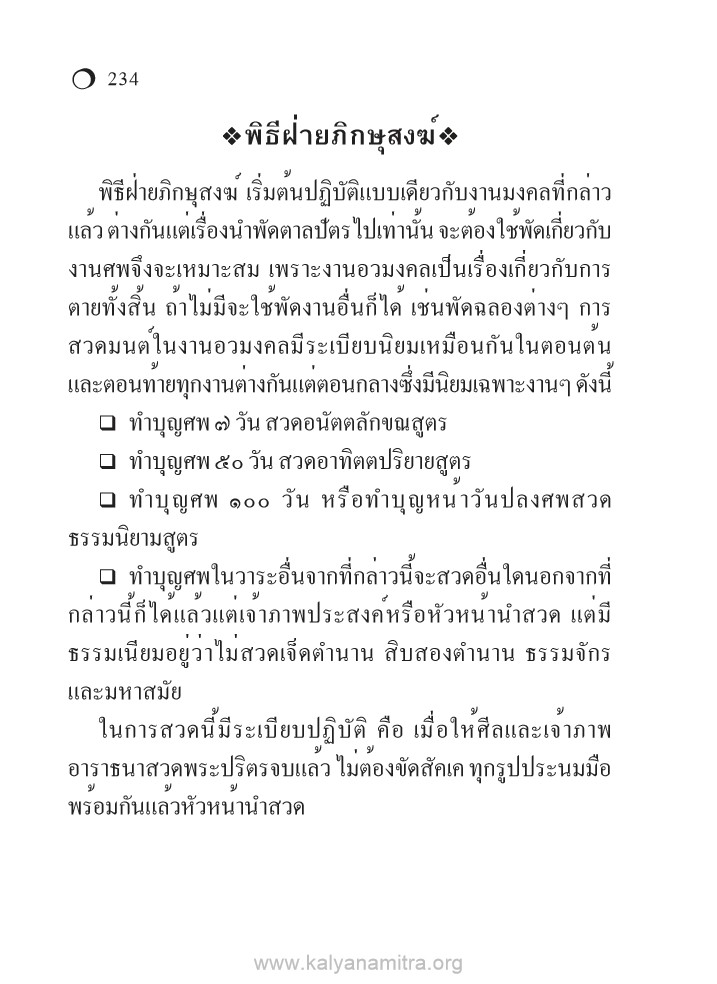 234
❖พิธีฝ่ายภิกษุสงฆ์❖
พิธีฝ่ายภิกษุสงฆ์ เริ่มต้นปฏิบัติแบบเดียวกับงานมงคลที่กล่าว
แล้ว ต่างกันแต่เรื่องนำพัดตาลปัตรไปเท่านั้น จะต้องใช้พัดเกี่ยวกับ
งานศพจึงจะเหมาะสม เพราะงานอวมงคลเป็นเรื่องเกี่ยวกับการ
ตายทั้งสิ้น ถ้าไม่มีจะใช้พัดงานอื่นก็ได้ เช่นพัดฉลองต่างๆ การ
สวดมนต์ในงานอวมงคลมีระเบียบนิยมเหมือนกันในตอนต้น
และตอนท้ายทุกงานต่างกันแต่ตอนกลางซึ่งมีนิยมเฉพาะงานๆ ดังนี้
❑ ทำบุญศพ ๗ วัน สวดอนัตตลักขณสูตร
❑ ทำบุญศพ ๕๐ วัน สวดอาทิตตปริยายสูตร
❑ ทำบุญศพ ๑๐๐ วัน หรือทำบุญหน้าวันปลงศพสวด
ธรรมนิยามสูตร
❑ ทำบุญศพในวาระอื่นจากที่กล่าวนี้จะสวดอื่นใดนอกจากที่
กล่าวนี้ก็ได้แล้วแต่เจ้าภาพประสงค์หรือหัวหน้านำสวด แต่มี
ธรรมเนียมอยู่ว่าไม่สวดเจ็ดตำนาน สิบสองตำนาน ธรรมจักร
และมหาสมัย
ในการสวดนี้มีระเบียบปฏิบัติ คือ เมื่อให้ศีลและเจ้าภาพ
อาราธนาสวดพระปริตรจบแล้ว ไม่ต้องขัดสัคเค ทุกรูปประนมมือ
พร้อมกันแล้วหัวหน้านำสวด
www.kalyanamitra.org